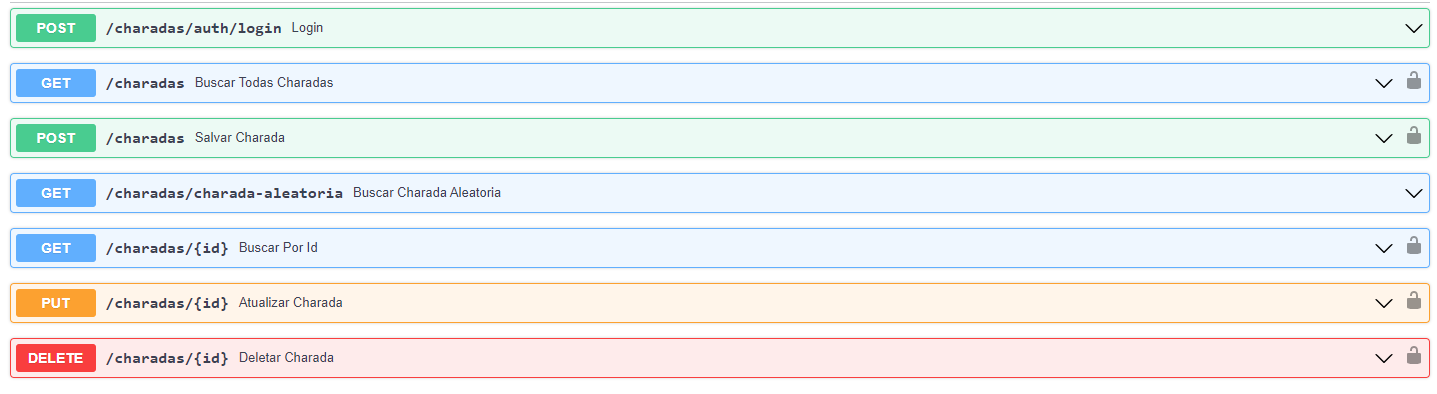 POST /charadas/auth/login Login
GET /charadas Buscar Todas Charadas
POST /charadas Salvar Charada
GET /charadas/charada-aleatoria Buscar Charada Aleatoria
GET /charadas/{id} Buscar Por Id
PUT /charadas/{id} Atualizar Charada
DELETE /charadas/{id} Deletar Charada